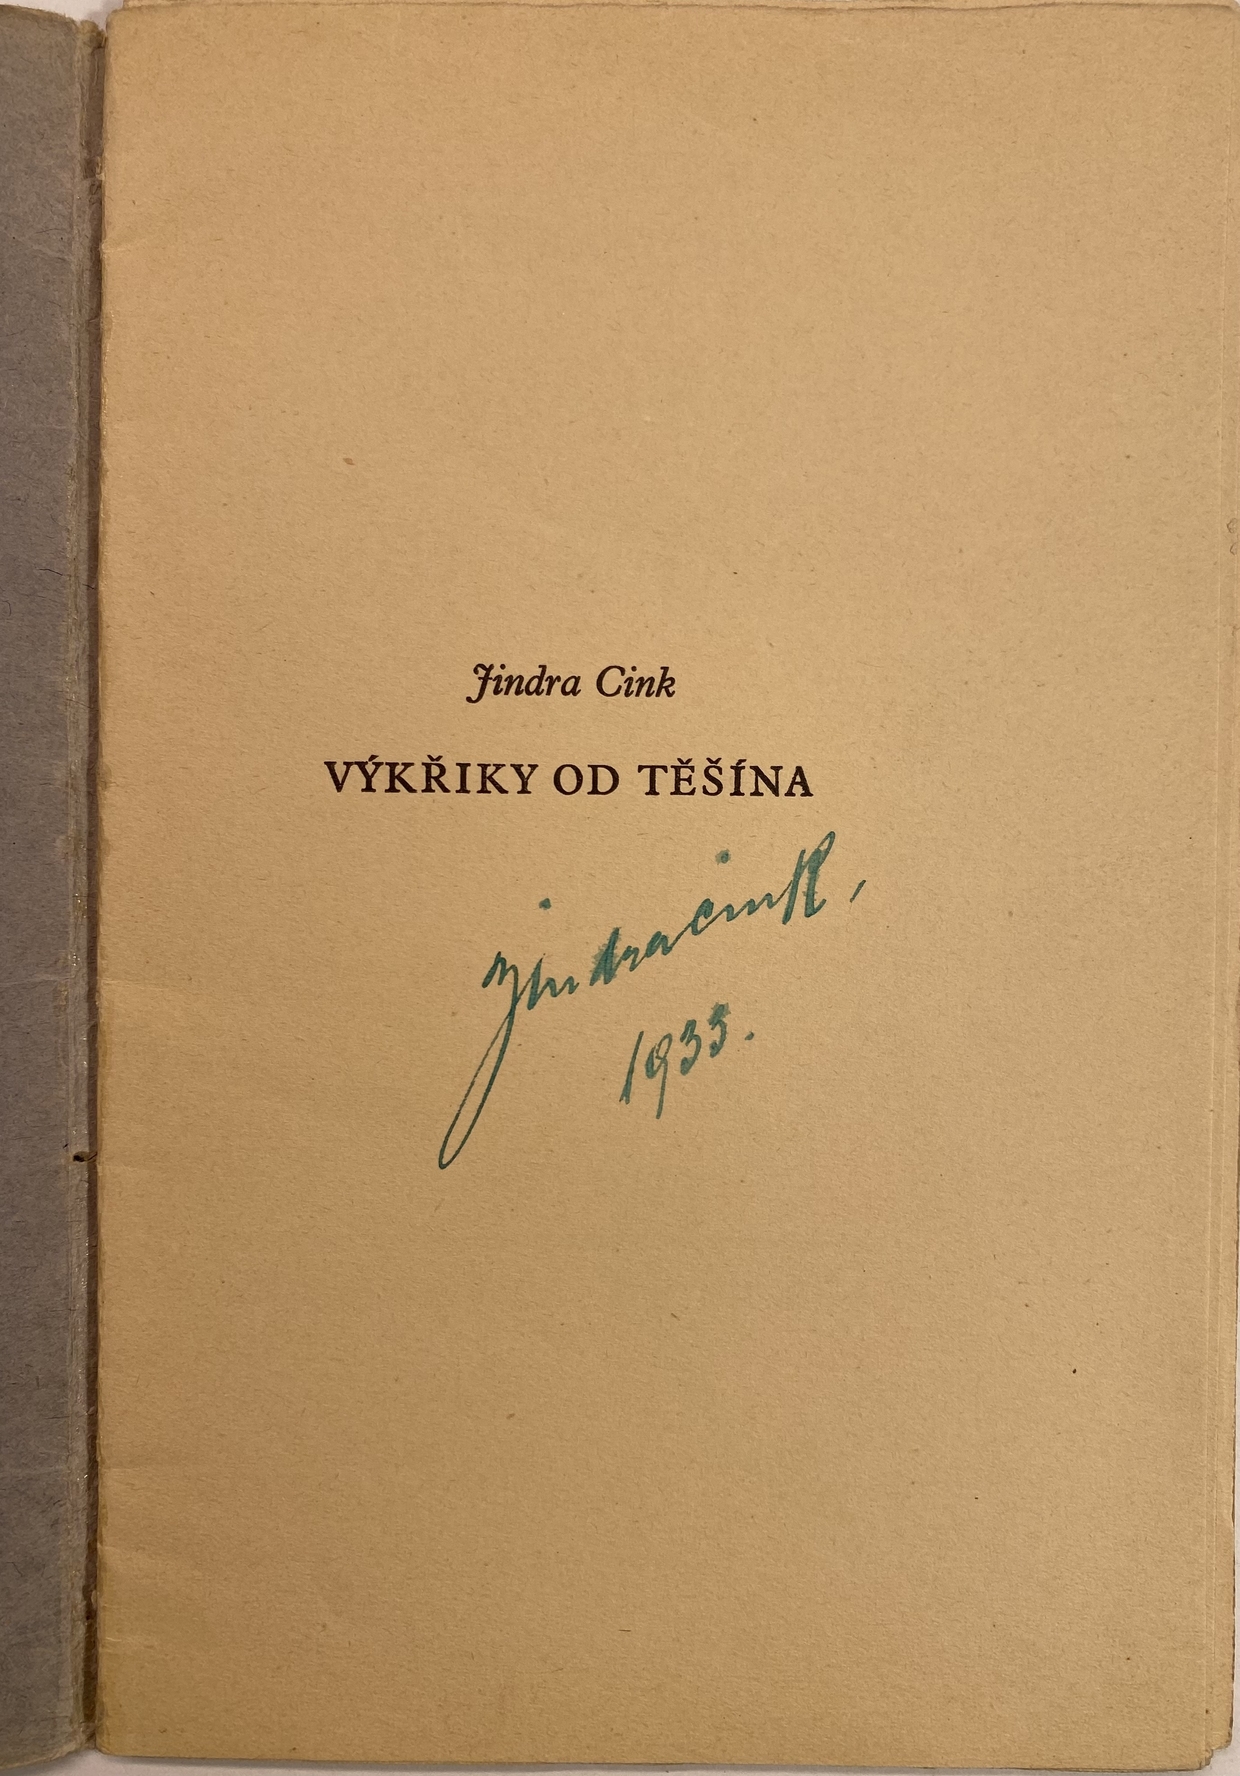 Jindra Cink
VÝKŘIKY OD TĚŠÍNA
Jindra Cink,
1933.